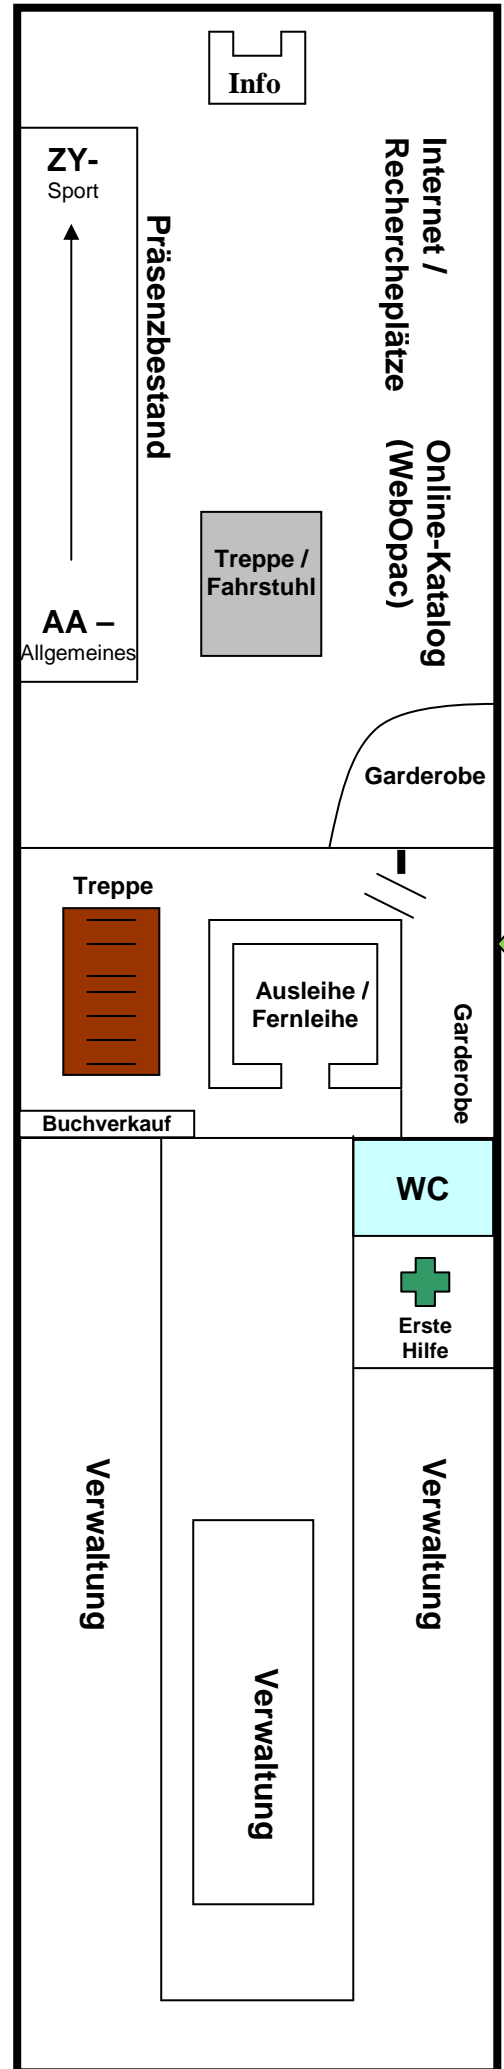 Info
ZY-
Sport
Präsenzbestand
Internet /
Rechercheplätze
Online-Katalog
(WebOpac)
Treppe /
Fahrstuhl
AA –
Allgemeines
Garderobe
Treppe
Ausleihe /
Fernleihe
Garderobe
Buchverkauf
WC
Erste
Hilfe
Verwaltung
Verwaltung
Verwaltung